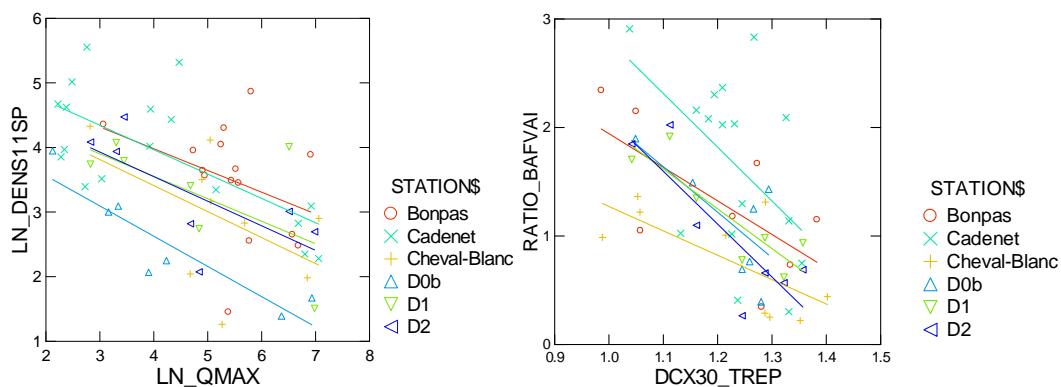 6
5
4
3
2
1
LN_DENS11SP
2 3 4 5 6 7 8
LN_QMAX
STATION$
Bonpas
Cadenet
Cheval-Blanc
D0b
D1
D2
3
2
1
0
RATIO_BAFVAI
0.9 1.0 1.1 1.2 1.3 1.4 1.5
DCX30_TREP
STATION$
Bonpas
Cadenet
Cheval-Blanc
D0b
D1
D2